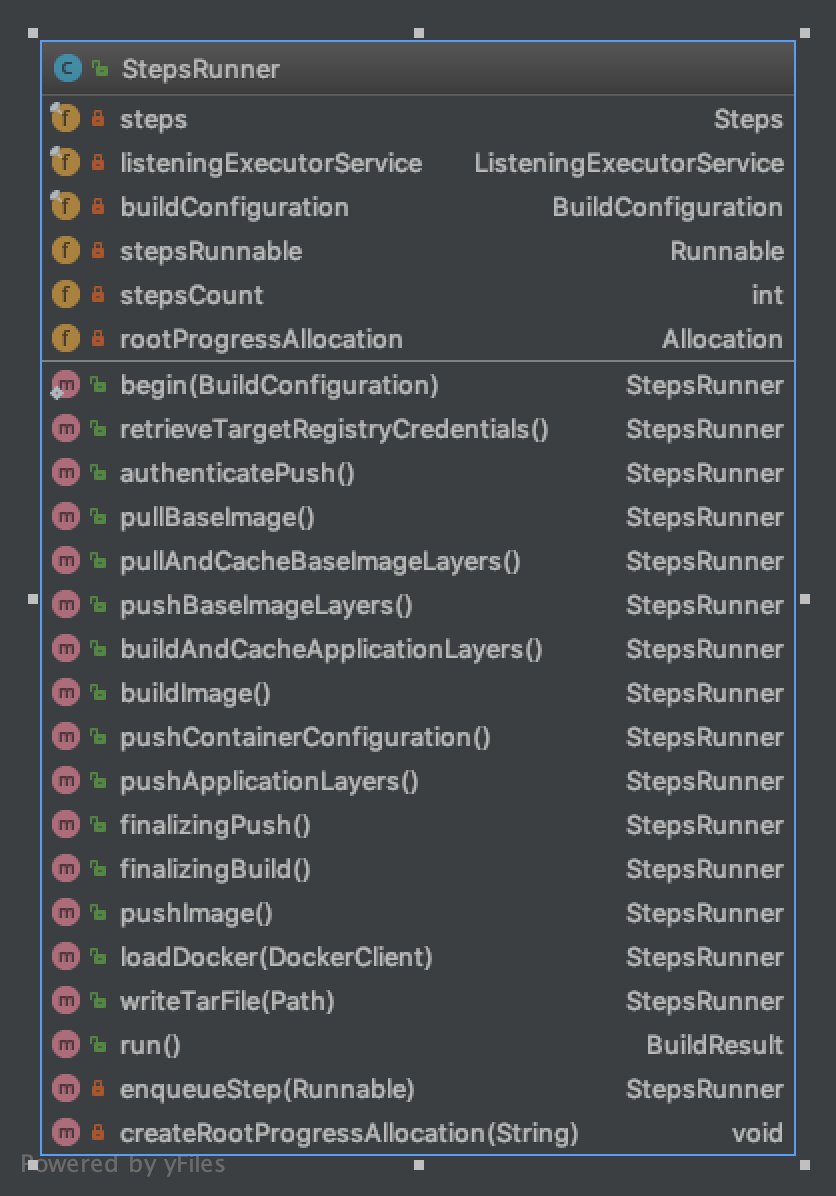 StepsRunner
steps Steps
listeningExecutorService ListeningExecutorService
buildConfiguration BuildConfiguration
stepsRunnable Runnable
stepsCount int
rootProgressAllocation Allocation
begin(BuildConfiguration) StepsRunner
retrieveTargetRegistryCredentials() StepsRunner
authenticatePush() StepsRunner
pullBaseImage() StepsRunner
pullAndCacheBaseImageLayers() StepsRunner
pushBaseImageLayers() StepsRunner
buildAndCacheApplicationLayers() StepsRunner
buildImage() StepsRunner
pushContainerConfiguration() StepsRunner
pushApplicationLayers() StepsRunner
finalizingPush() StepsRunner
finalizingBuild() StepsRunner
pushImage() StepsRunner
loadDocker(DockerClient) StepsRunner
writeTarFile(Path) StepsRunner
run() BuildResult
enqueueStep(Runnable) StepsRunner
createRootProgressAllocation(String) void
Powered by yFiles